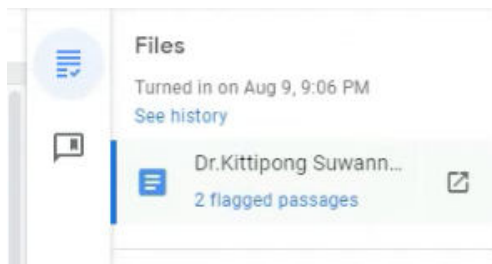 Files
Turned in on Aug 9, 9:06 PM
See history
Dr.Kittipong Suwann...
2 flagged passages